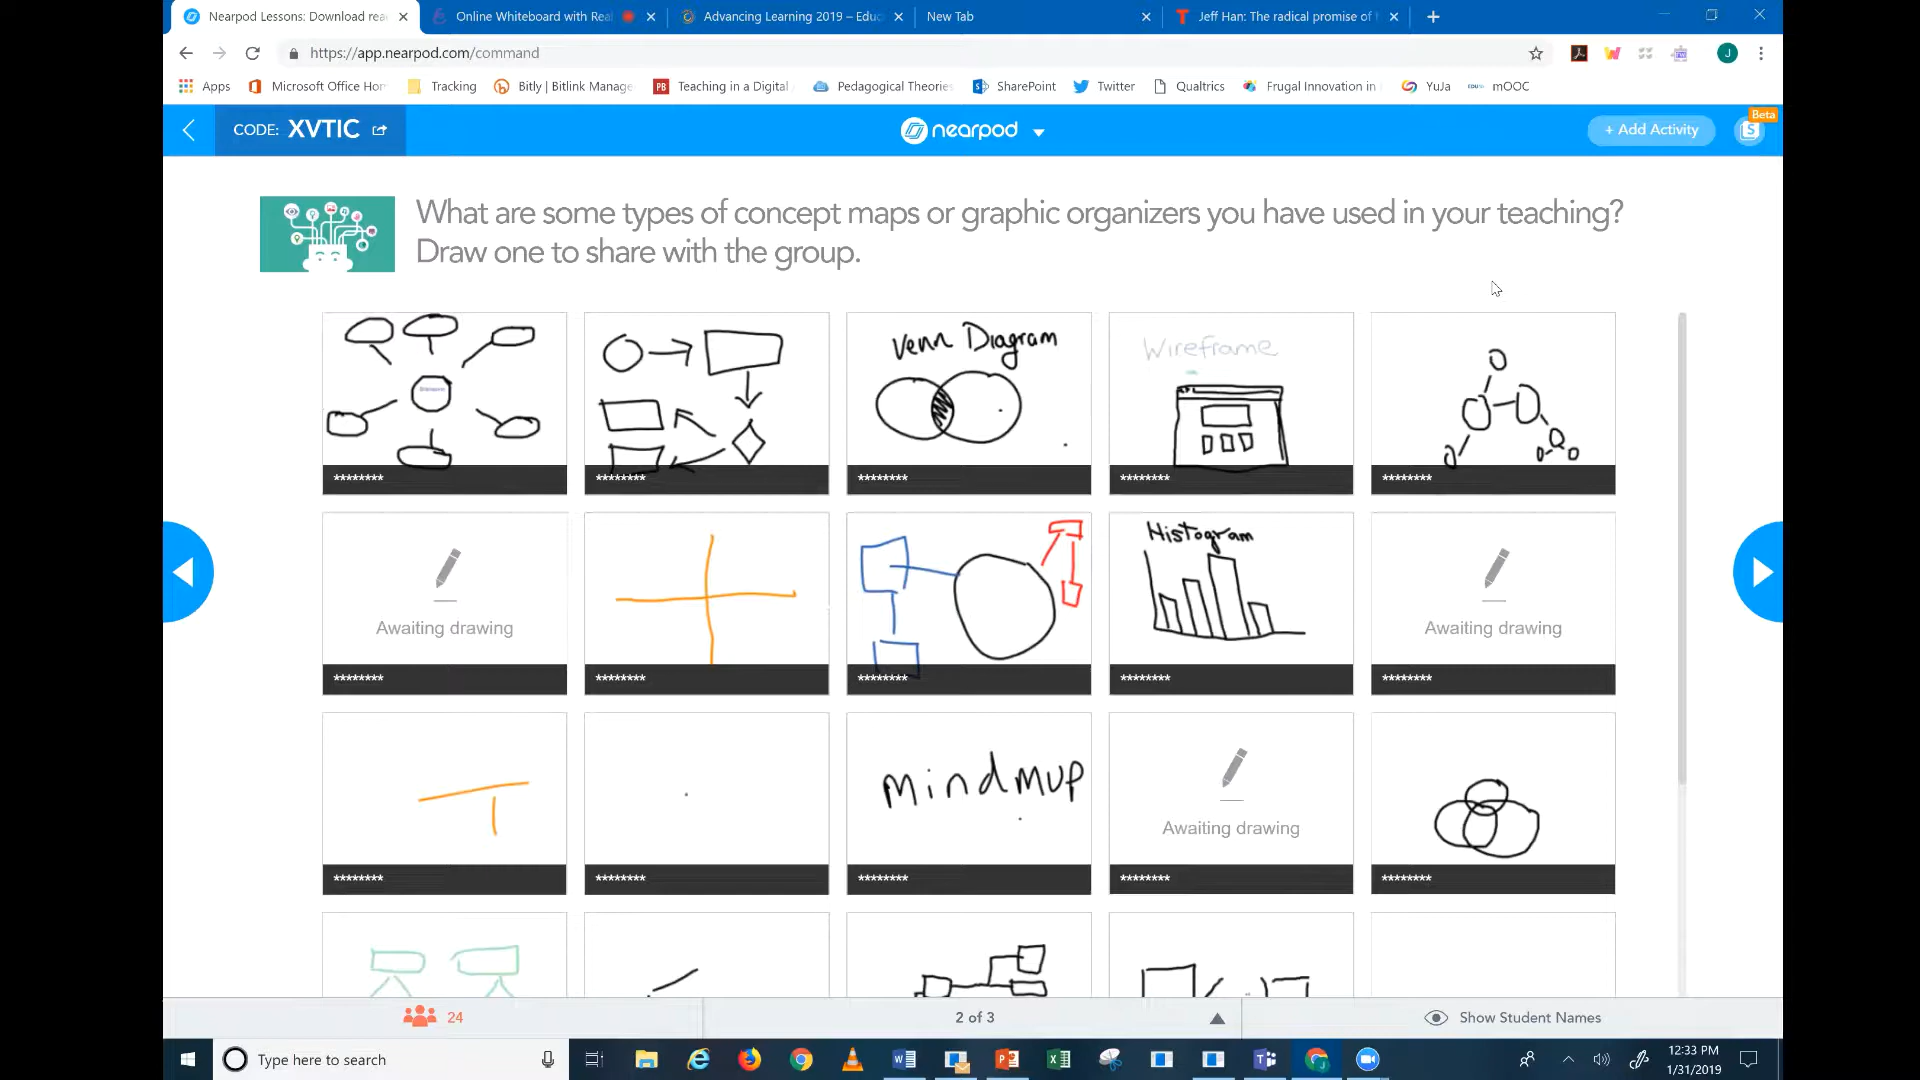 Nearpod Lessons: Download rea
Online Whiteboard with Rea
Advancing Learning 2019 – Educ
New Tab
Jeff Han: The radical promise of
https://app.nearpod.com/command
J
Apps
Microsoft Office Hom
Tracking
Bitly | Bitlink Manage
PB
Teaching in a Digital
Pedagogical Theories
SharePoint
Twitter
Qualtrics
Frugal Innovation in
YuJa
mOOC
CODE: XVTIC
nearpod
+ Add Activity
Beta
S
What are some types of concept maps or graphic organizers you have used in your teaching?
Draw one to share with the group.
Venn Diagram
Wireframe
********
********
********
********
********
Histogram
Awaiting drawing
Awaiting drawing
********
********
********
********
********
mindmup
Awaiting drawing
********
********
********
********
********
24
2 of 3
Show Student Names
Type here to search
12:33 PM
1/31/2019